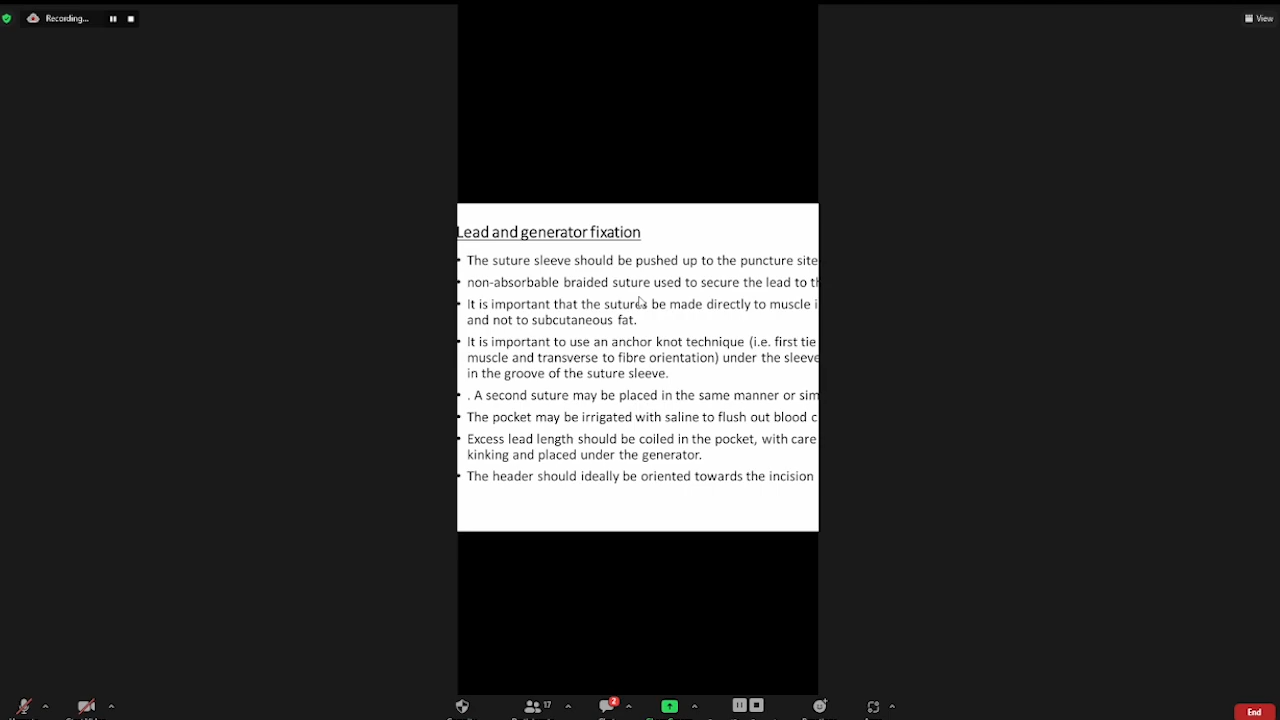 Recording...
View
Lead and generator fixation
• The suture sleeve should be pushed up to the puncture site
• non-absorbable braided suture used to secure the lead to
• It is important that the sutures be made directly to muscle
and not to subcutaneous fat.
• It is important to use an anchor knot technique (i.e. first tie
muscle and transverse to fibre orientation) under the sleeve
in the groove of the suture sleeve.
• . A second suture may be placed in the same manner or
• The pocket may be irrigated with saline to flush out blood
• Excess lead length should be coiled in the pocket, with care
kinking and placed under the generator.
• The header should ideally be oriented towards the incision
17
2
End